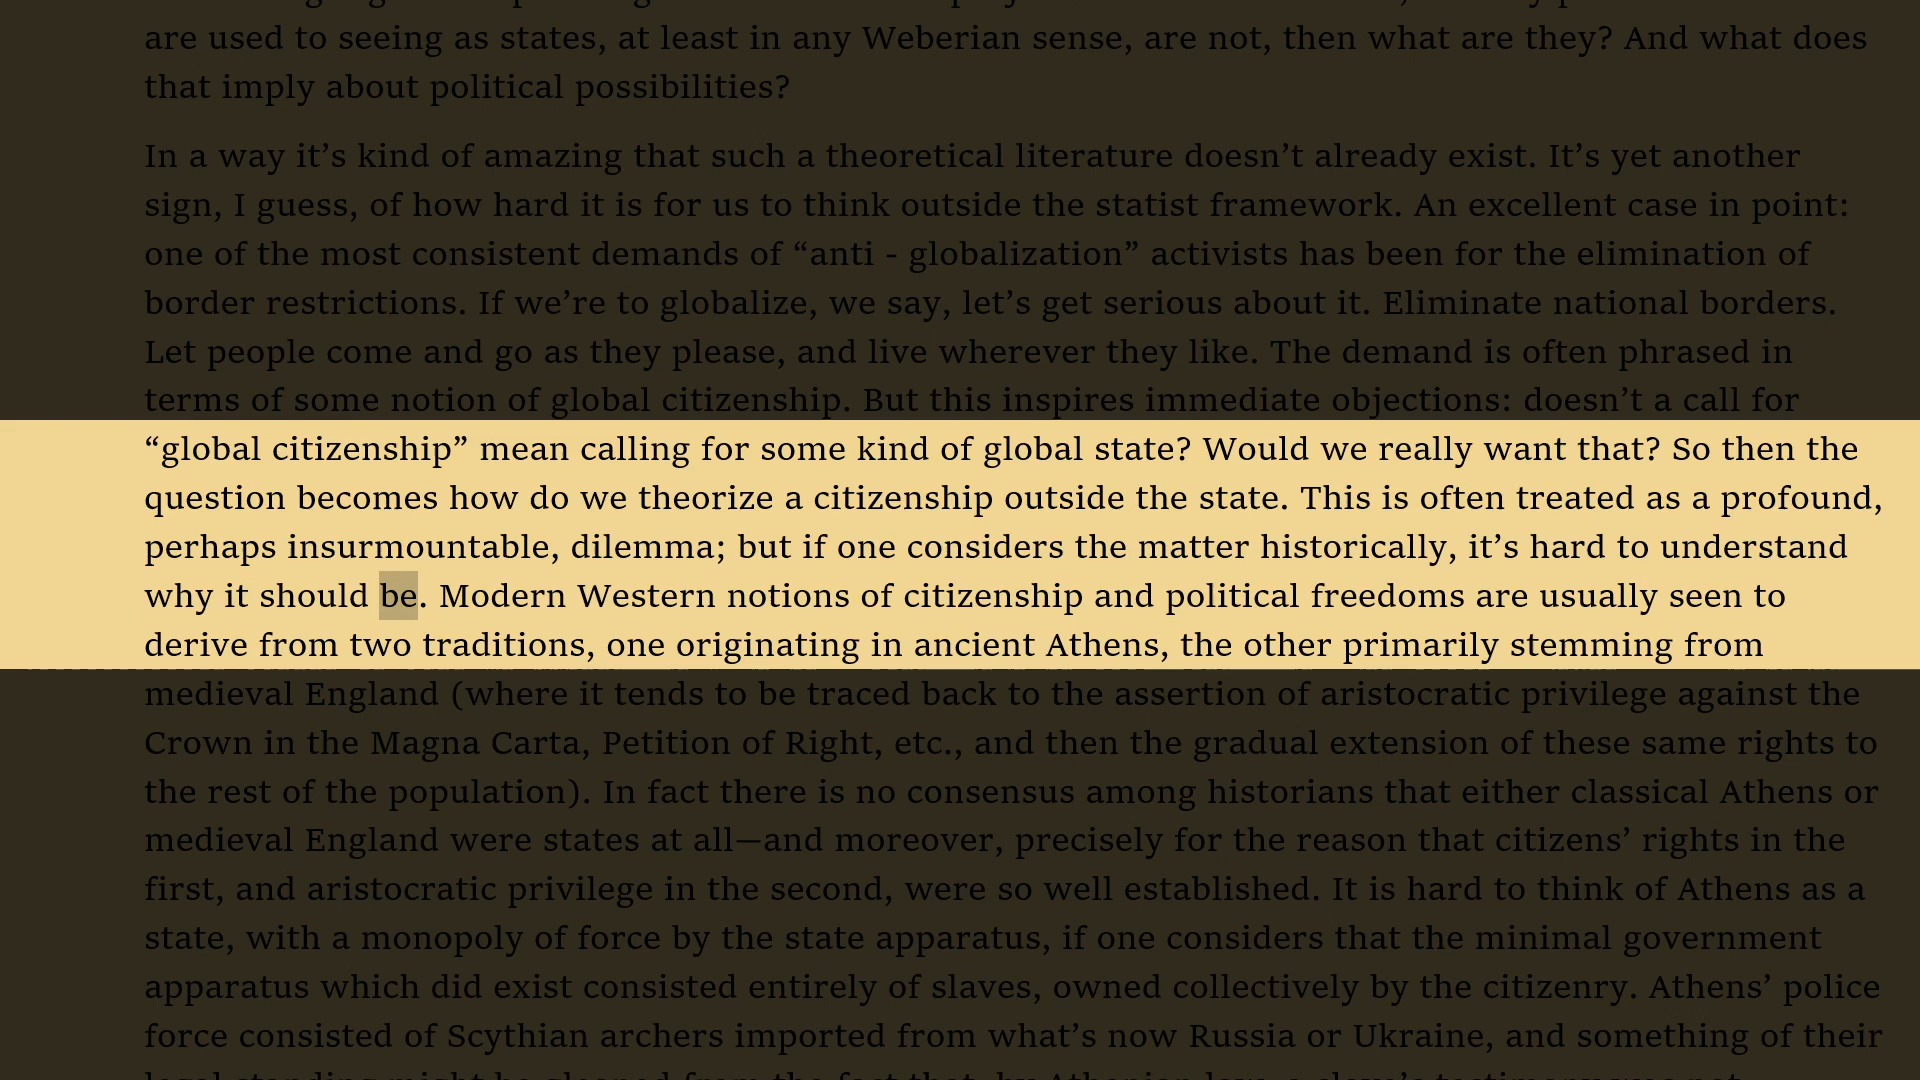 are used to seeing as states, at least in any Weberian sense, are not, then what are they? And what does
that imply about political possibilities?
In a way it’s kind of amazing that such a theoretical literature doesn’t already exist. It’s yet another
sign, I guess, of how hard it is for us to think outside the statist framework. An excellent case in point:
one of the most consistent demands of “anti - globalization” activists has been for the elimination of
border restrictions. If we’re to globalize, we say, let’s get serious about it. Eliminate national borders.
Let people come and go as they please, and live wherever they like. The demand is often phrased in
terms of some notion of global citizenship. But this inspires immediate objections: doesn’t a call for
“global citizenship” mean calling for some kind of global state? Would we really want that? So then the
question becomes how do we theorize a citizenship outside the state. This is often treated as a profound,
perhaps insurmountable, dilemma; but if one considers the matter historically, it’s hard to understand
why it should be. Modern Western notions of citizenship and political freedoms are usually seen to
derive from two traditions, one originating in ancient Athens, the other primarily stemming from
medieval England (where it tends to be traced back to the assertion of aristocratic privilege against the
Crown in the Magna Carta, Petition of Right, etc., and then the gradual extension of these same rights to
the rest of the population). In fact there is no consensus among historians that either classical Athens or
medieval England were states at all—and moreover, precisely for the reason that citizens’ rights in the
first, and aristocratic privilege in the second, were so well established. It is hard to think of Athens as a
state, with a monopoly of force by the state apparatus, if one considers that the minimal government
apparatus which did exist consisted entirely of slaves, owned collectively by the citizenry. Athens’ police
force consisted of Scythian archers imported from what’s now Russia or Ukraine, and something of their